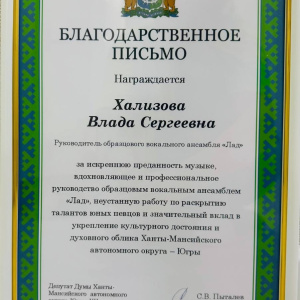 БЛАГОДАРСТВЕННОЕ
ПИСЬМО
Награждается
Хализова
Влада Сергеевна
Руководитель образцового вокального ансамбля «Лад»
за искреннюю преданность музыке,
вдохновляющее и профессиональное
руководство образцовым вокальным ансамблем
«Лад», неустанную работу по раскрытию
талантов юных певцов и значительный вклад в
укрепление культурного достояния и
духовного облика Ханты-Мансийского
автономного округа – Югры
Депутат Думы Ханты-
Мансийского автономного
С.В. Пыталев